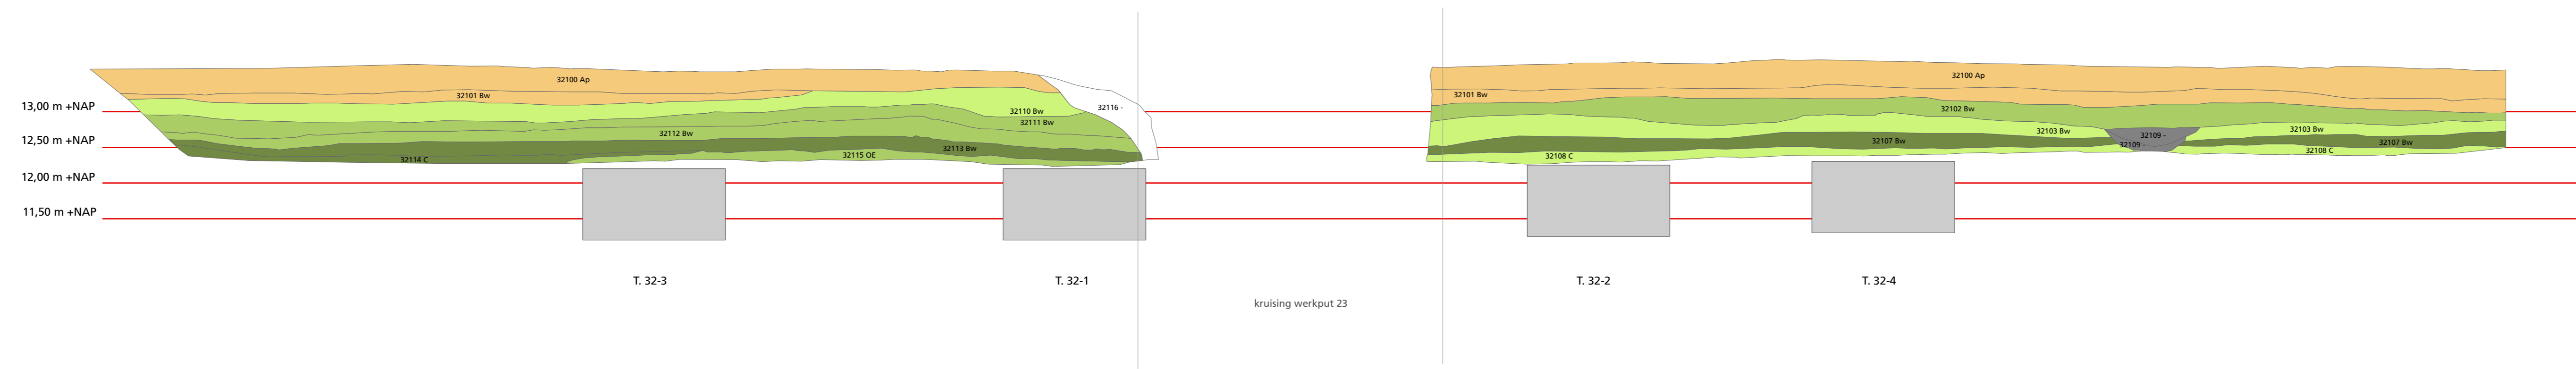 32100 Ap
32100 Ap
32101 Bw
32101 Bw
13,00 m +NAP
32116 -
32110 Bw
32102 Bw
32111 Bw
32112 Bw
32103 Bw
32103 Bw
32109 -
12,50 m +NAP
32107 Bw
32107 Bw
32109 -
32113 Bw
32108 C
32115 OE
32108 C
32114 C
12,00 m +NAP
11,50 m +NAP
T. 32-3
T. 32-1
T. 32-2
T. 32-4
kruising werkput 23